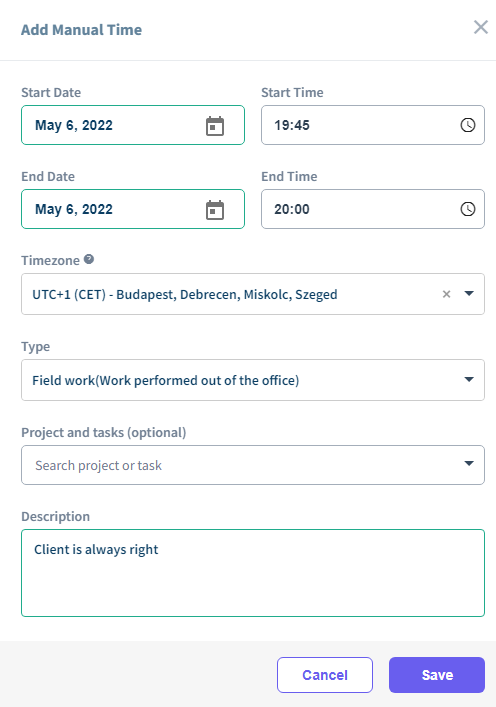 Add Manual Time
Start Date
Start Time
May 6, 2022
19:45
End Date
End Time
May 6, 2022
20:00
Timezone
UTC+1 (CET) - Budapest, Debrecen, Miskolc, Szeged
Type
Field work(Work performed out of the office)
Project and tasks (optional)
Search project or task
Description
Client is always right
Cancel
Save